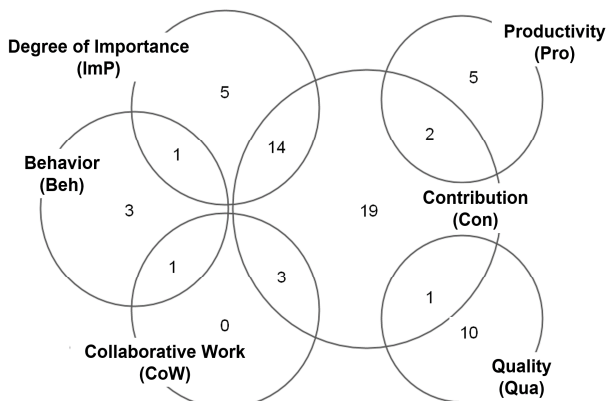 Productivity
(Pro)
Degree of Importance
(ImP)
5
5
2
14
1
Behavior
(Beh)
3
19
Contribution
(Con)
1
3
1
0
10
Collaborative Work
(CoW)
Quality
(Qua)